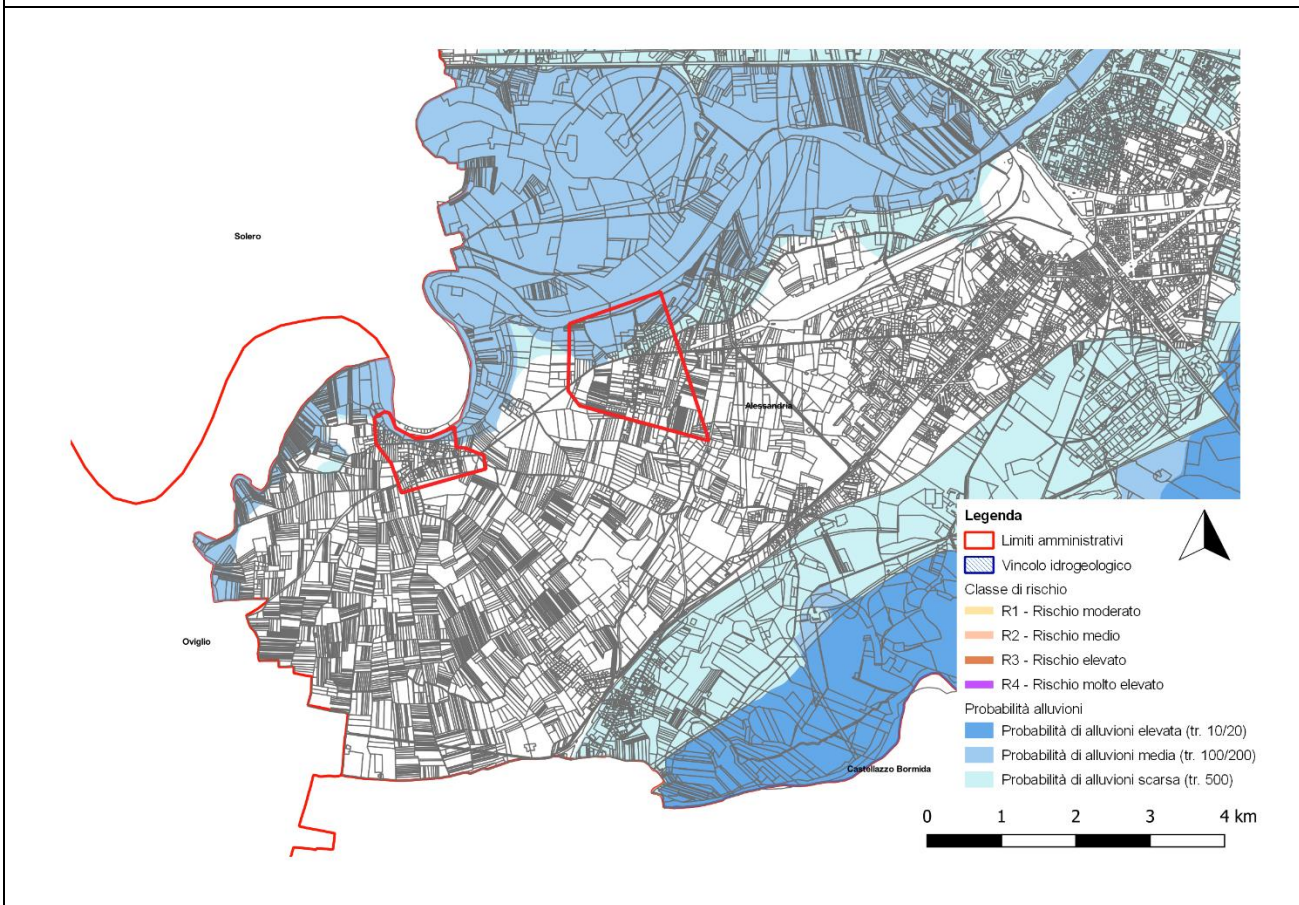 Solero
Alessandria
Oviglio
Castellazzo Bormida
Legenda
Limiti amministrativi
Vincolo idrogeologico
Classe di rischio
R1 - Rischio moderato
R2 - Rischio medio
R3 - Rischio elevato
R4 - Rischio molto elevato
Probabilità alluvioni
Probabilità di alluvioni elevata (tr. 10/20)
Probabilità di alluvioni media (tr. 100/200)
Probabilità di alluvioni scarsa (tr. 500)
0 1 2 3 4 km